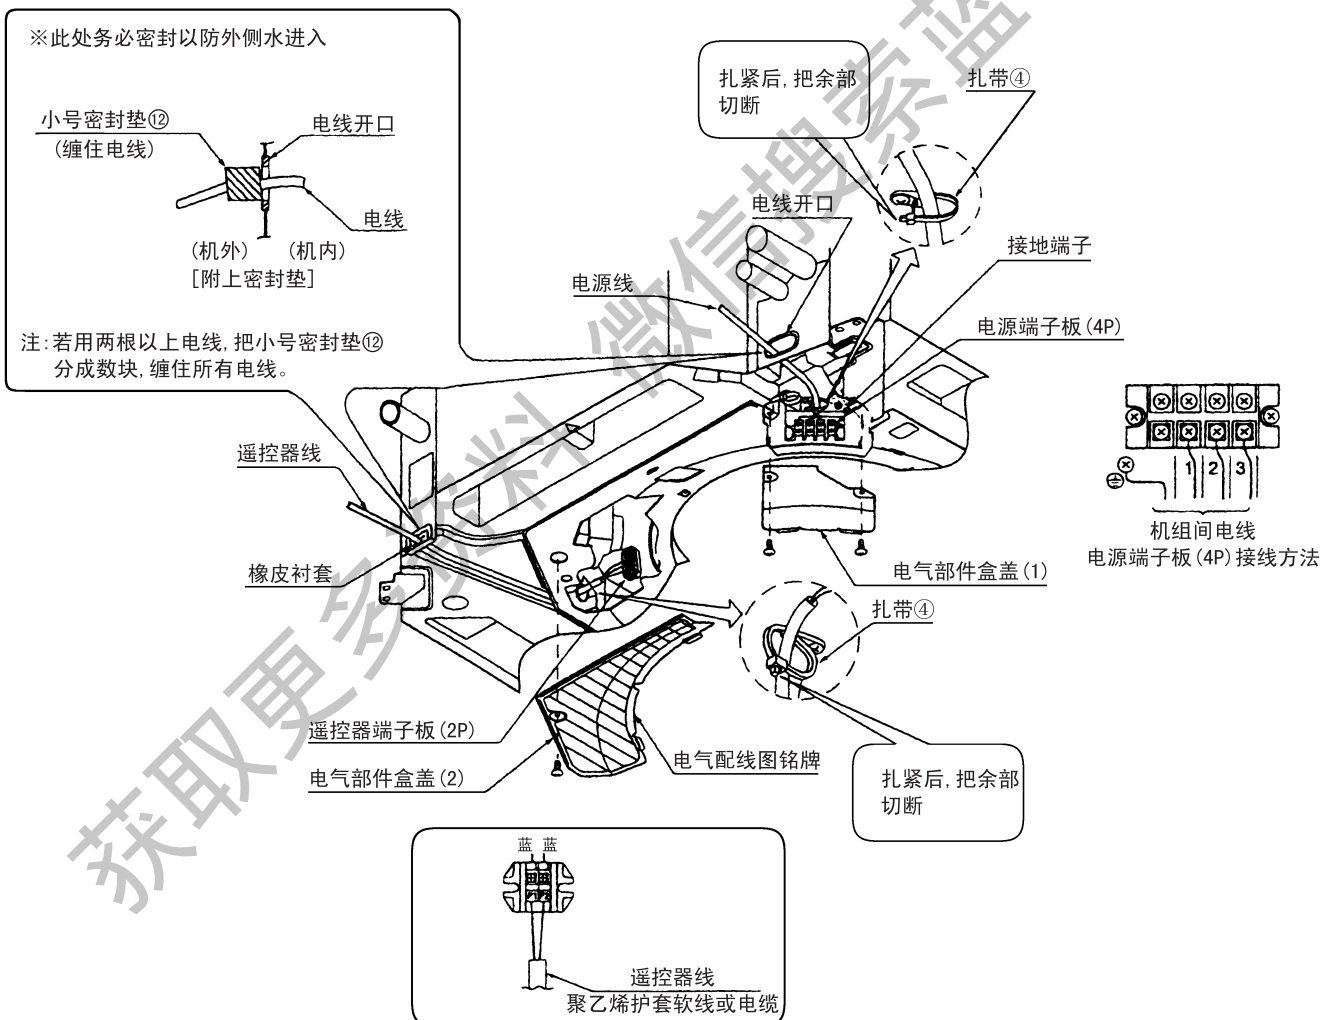 ※此处务必密封以防外侧水进入
小号密封垫⑫
(缠住电线)
电线开口
电线
(机外) (机内)
[附上密封垫]
注:若用两根以上电线,把小号密封垫⑫
分成数块,缠住所有电线。
扎紧后,把余部
切断
扎带④
电线开口
接地端子
电源线
电源端子板(4P)
1 2 3
机组间电线
电源端子板(4P)接线方法
遥控器线
橡皮衬套
电气部件盒盖(1)
扎带④
遥控器端子板(2P)
电气部件盒盖(2)
电气配线图铭牌
扎紧后,把余部
切断
蓝 蓝
遥控器线
聚乙烯护套软线或电缆
获取更多资料 微信搜索蓝